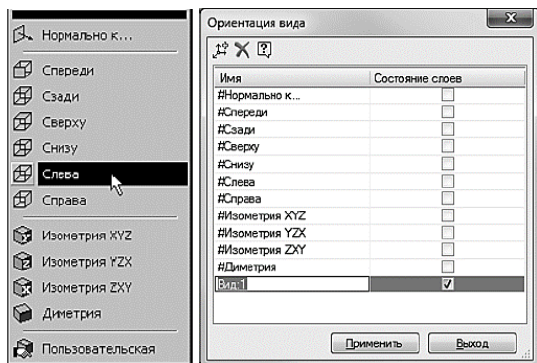 Нормально к...
Спереди
Сзади
Сверху
Снизу
Слева
Справа
Изометрия XYZ
Изометрия YZX
Изометрия ZXY
Диметрия
Пользовательская
Ориентация вида
Имя Состояние слоев
#Нормально к...
#Спереди
#Сзади
#Сверху
#Снизу
#Слева
#Справа
#Изометрия XYZ
#Изометрия YZX
#Изометрия ZXY
#Диметрия
Вид:1
Применить Выход